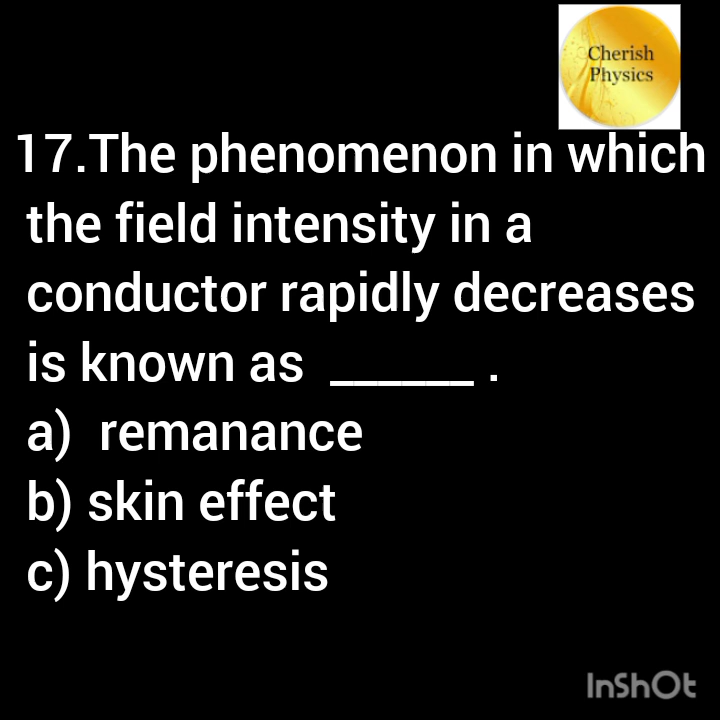 Cherish
Physics
17.The phenomenon in which
the field intensity in a
conductor rapidly decreases
is known as ______ .
a) remanance
b) skin effect
c) hysteresis
InShOt